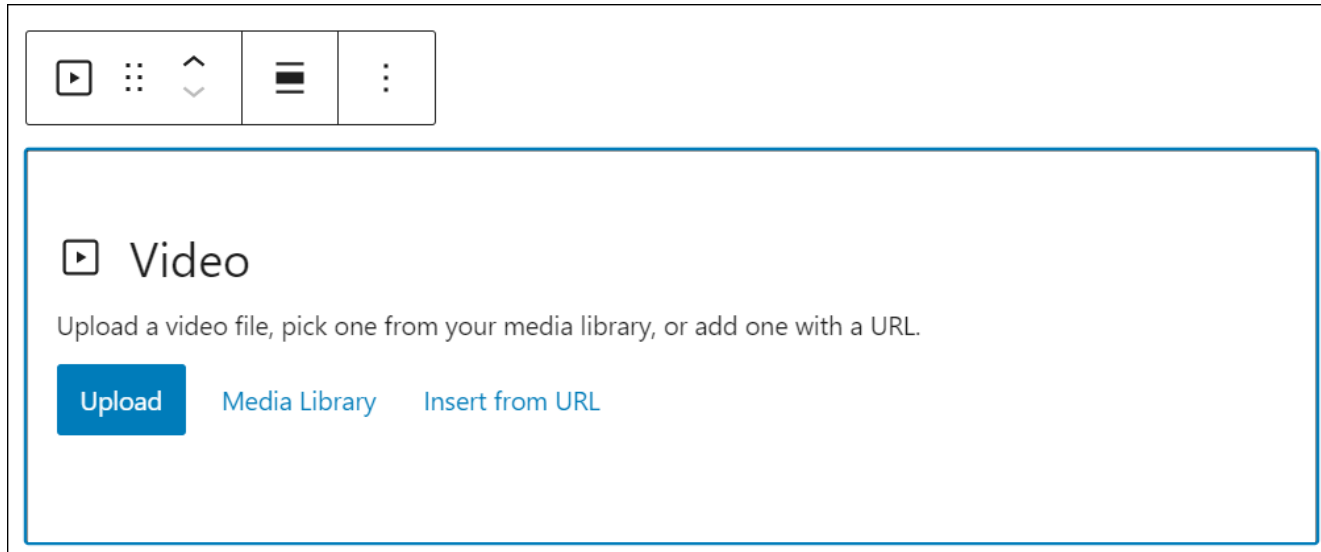 Video
Upload a video file, pick one from your media library, or add one with a URL.
Upload Media Library Insert from URL